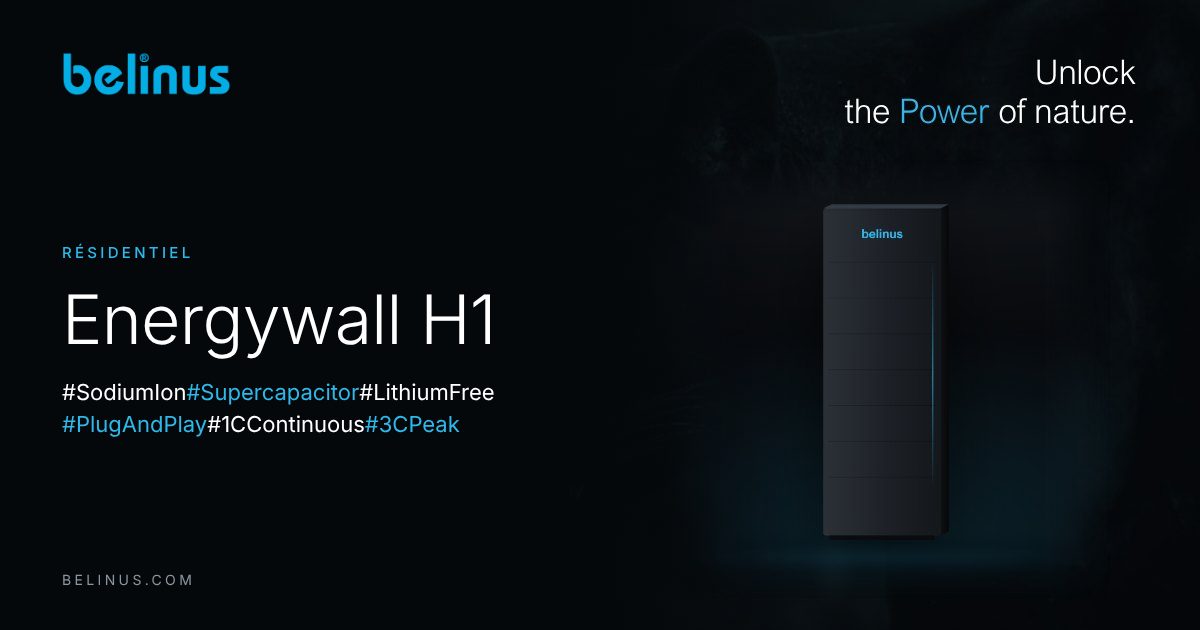 belinus®
Unlock
the Power of nature.
belinus
RÉSIDENTIEL
Energywall H1
#SodiumIon#Supercapacitor#LithiumFree
#PlugAndPlay#1CContinuous#3CPeak
BELINUS.COM